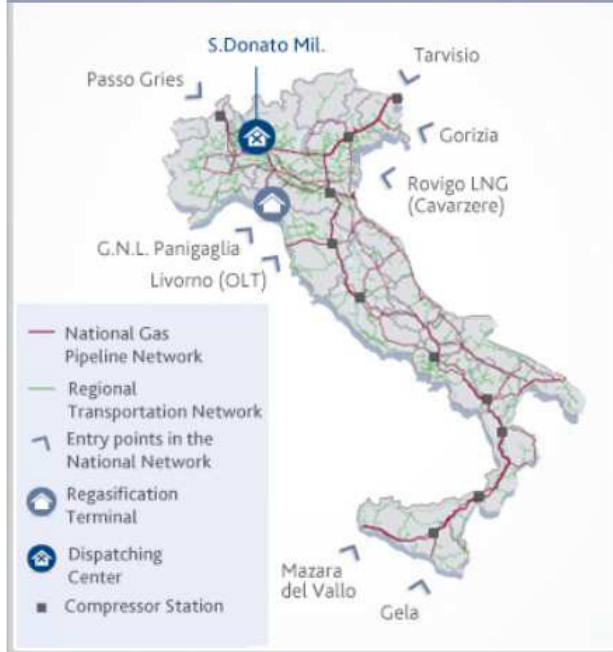 S.Donato Mil.
Tarvisio
Passo Gries
Gorizia
Rovigo LNG
(Cavarzere)
G.N.L. Panigaglia
Livorno (OLT)
National Gas
Pipeline Network
Regional
Transportation Network
Entry points in the
National Network
Regasification
Terminal
Dispatching
Center
Compressor Station
Mazara
del Vallo
Gela